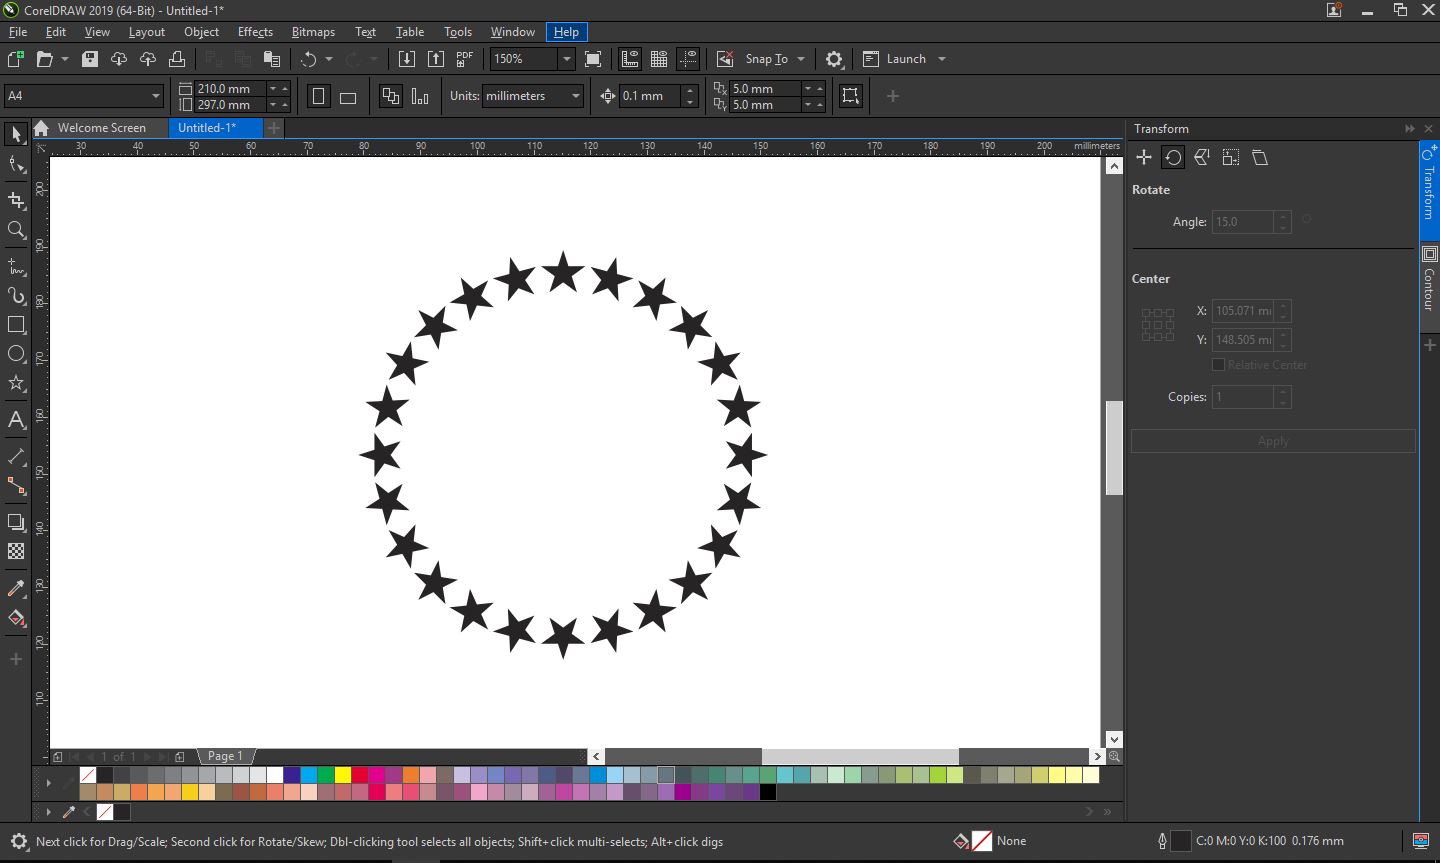 CorelDRAW 2019 (64-Bit) - Untitled-1*
File Edit View Layout Object Effects Bitmaps Text Table Tools Window Help
PDF 150% Snap To Launch
A4 210.0 mm 297.0 mm Units: millimeters 0.1 mm 5.0 mm 5.0 mm
Welcome Screen Untitled-1*
30 40 50 60 70 80 90 100 110 120 130 140 150 160 170 180 190 200 millimeters
200
190
180
170
160
150
140
130
120
110
Transform
Rotate
Angle: 15.0
Center
X: 105.071 m
Y: 148.505 m
Relative Center
Copies: 1
Apply
Transform
Contour
1 of 1 Page 1
Next click for Drag/Scale; Second click for Rotate/Skew; Dbl-clicking tool selects all objects; Shift+click multi-selects; Alt+click digs
None
C:0 M:0 Y:0 K:100 0.176 mm